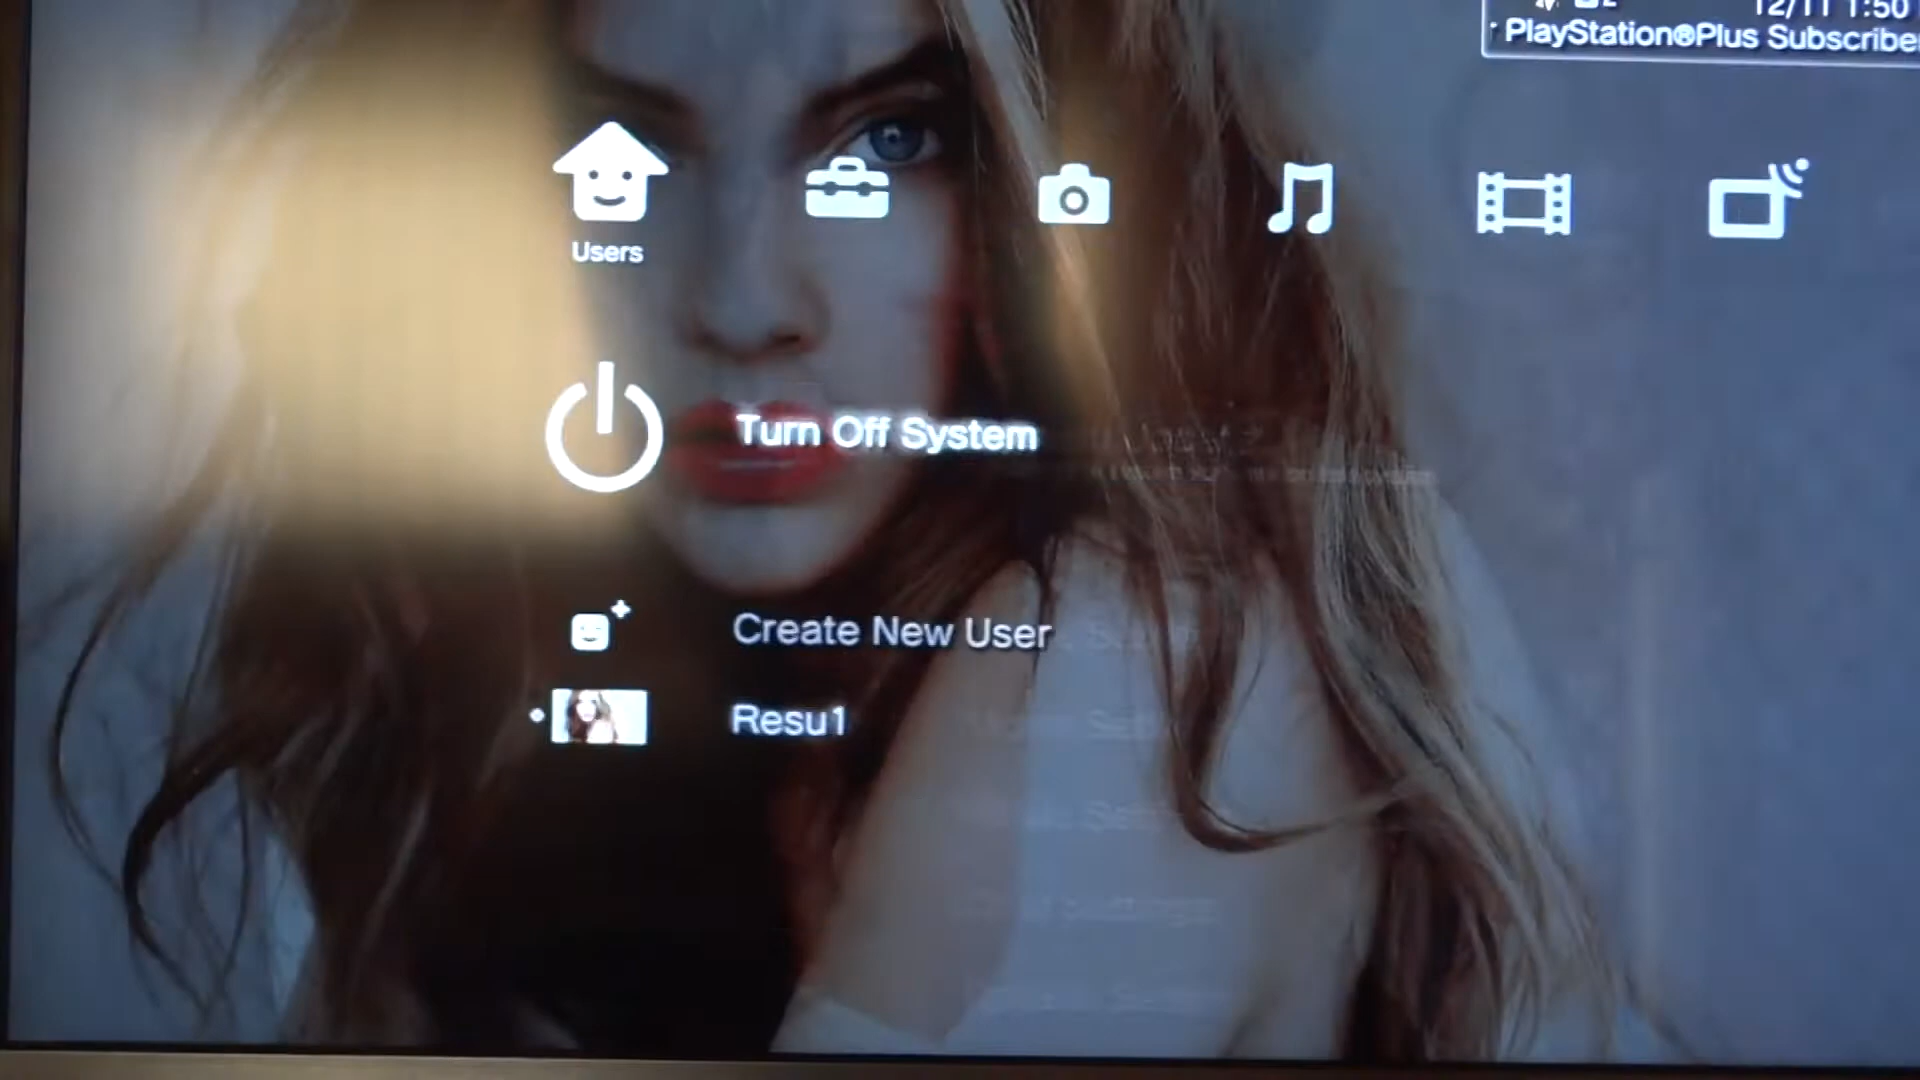 12/11 1:50
PlayStation®Plus Subscribe
Users
Turn Off System
Create New User
Resu1